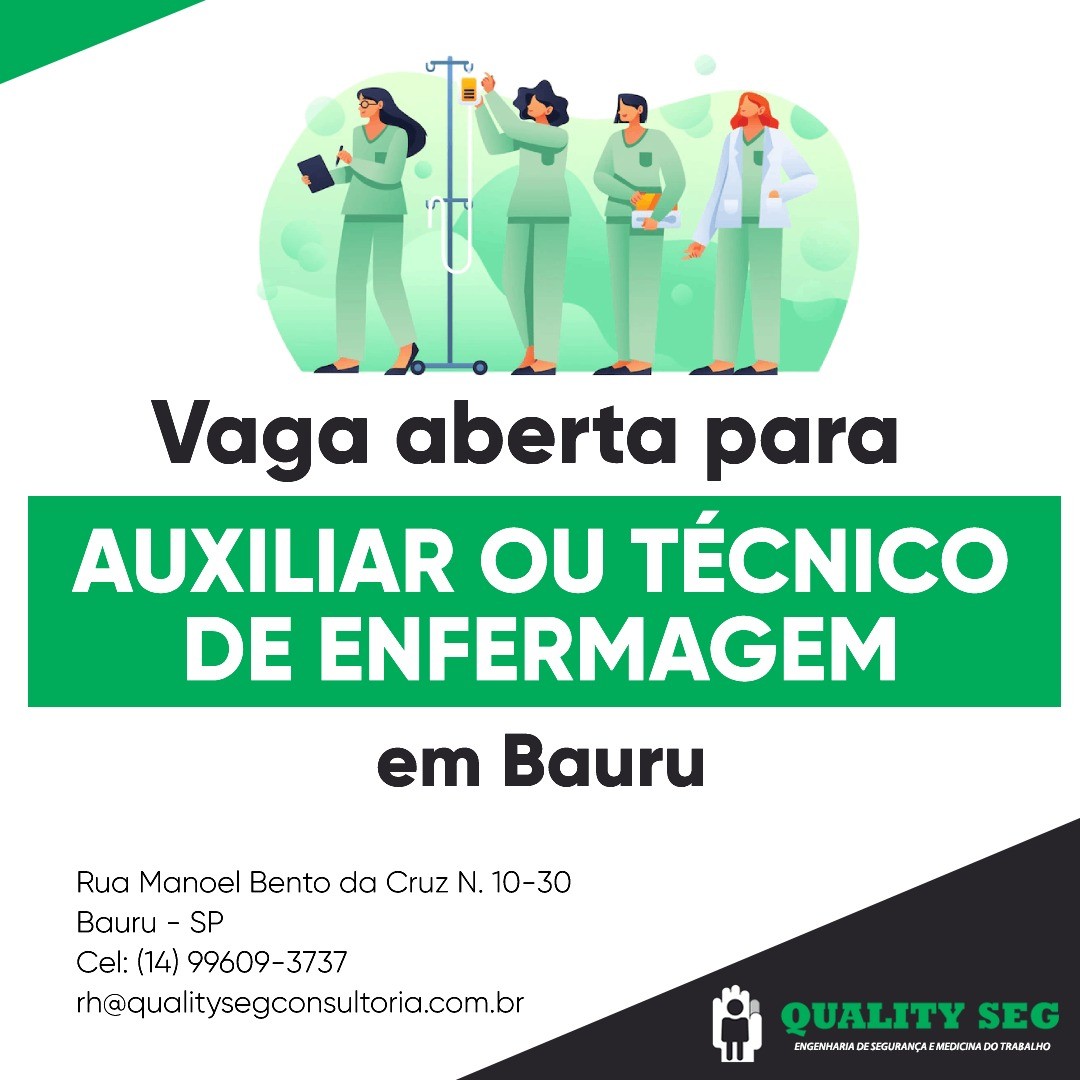 Vaga aberta para
AUXILIAR OU TÉCNICO
DE ENFERMAGEM
em Bauru
Rua Manoel Bento da Cruz N. 10-30
Bauru - SP
Cel: (14) 99609-3737
rh@qualitysegconsultoria.com.br
QUALITY SEG
ENGENHARIA DE SEGURANÇA E MEDICINA DO TRABALHO